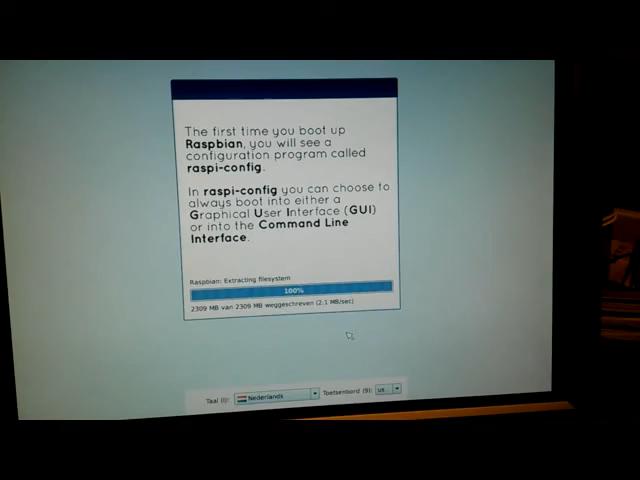 The first time you boot up
Raspbian, you will see a
configuration program called
raspi-config.
In raspi-config you can choose to
always boot into either a
Graphical User Interface (GUI)
or into the Command Line
Interface.
Raspbian: Extracting filesystem
100%
2309 MB van 2309 MB weggeschreven (2.1 MB/sec)
Taal (l): Nederlands Toetsenbord (9): us